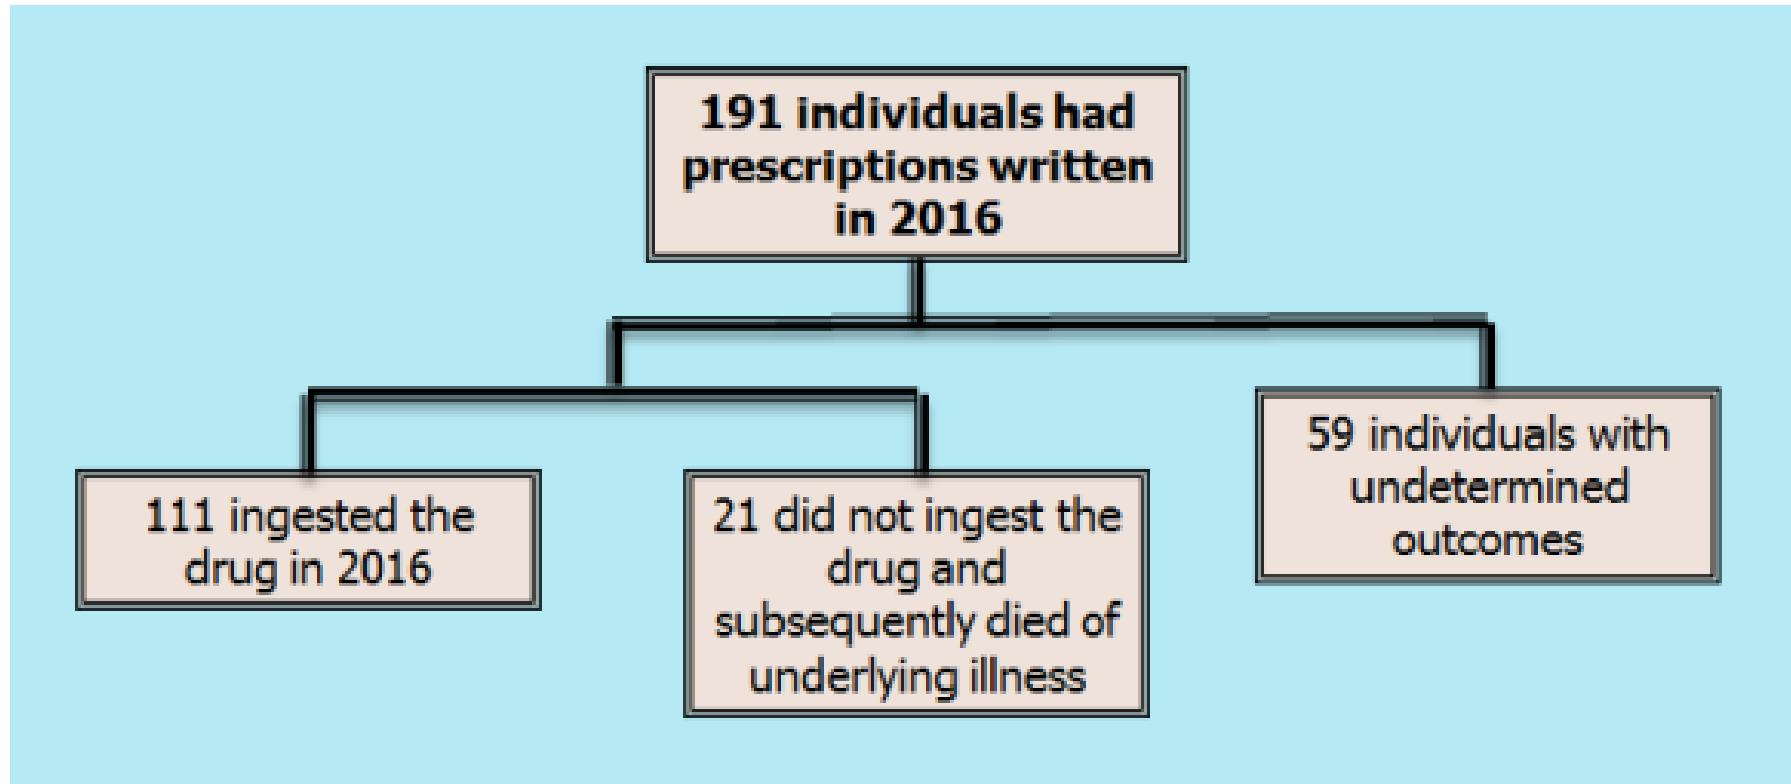 191 individuals had
prescriptions written
in 2016
111 ingested the
drug in 2016
21 did not ingest the
drug and
subsequently died of
underlying illness
59 individuals with
undetermined
outcomes